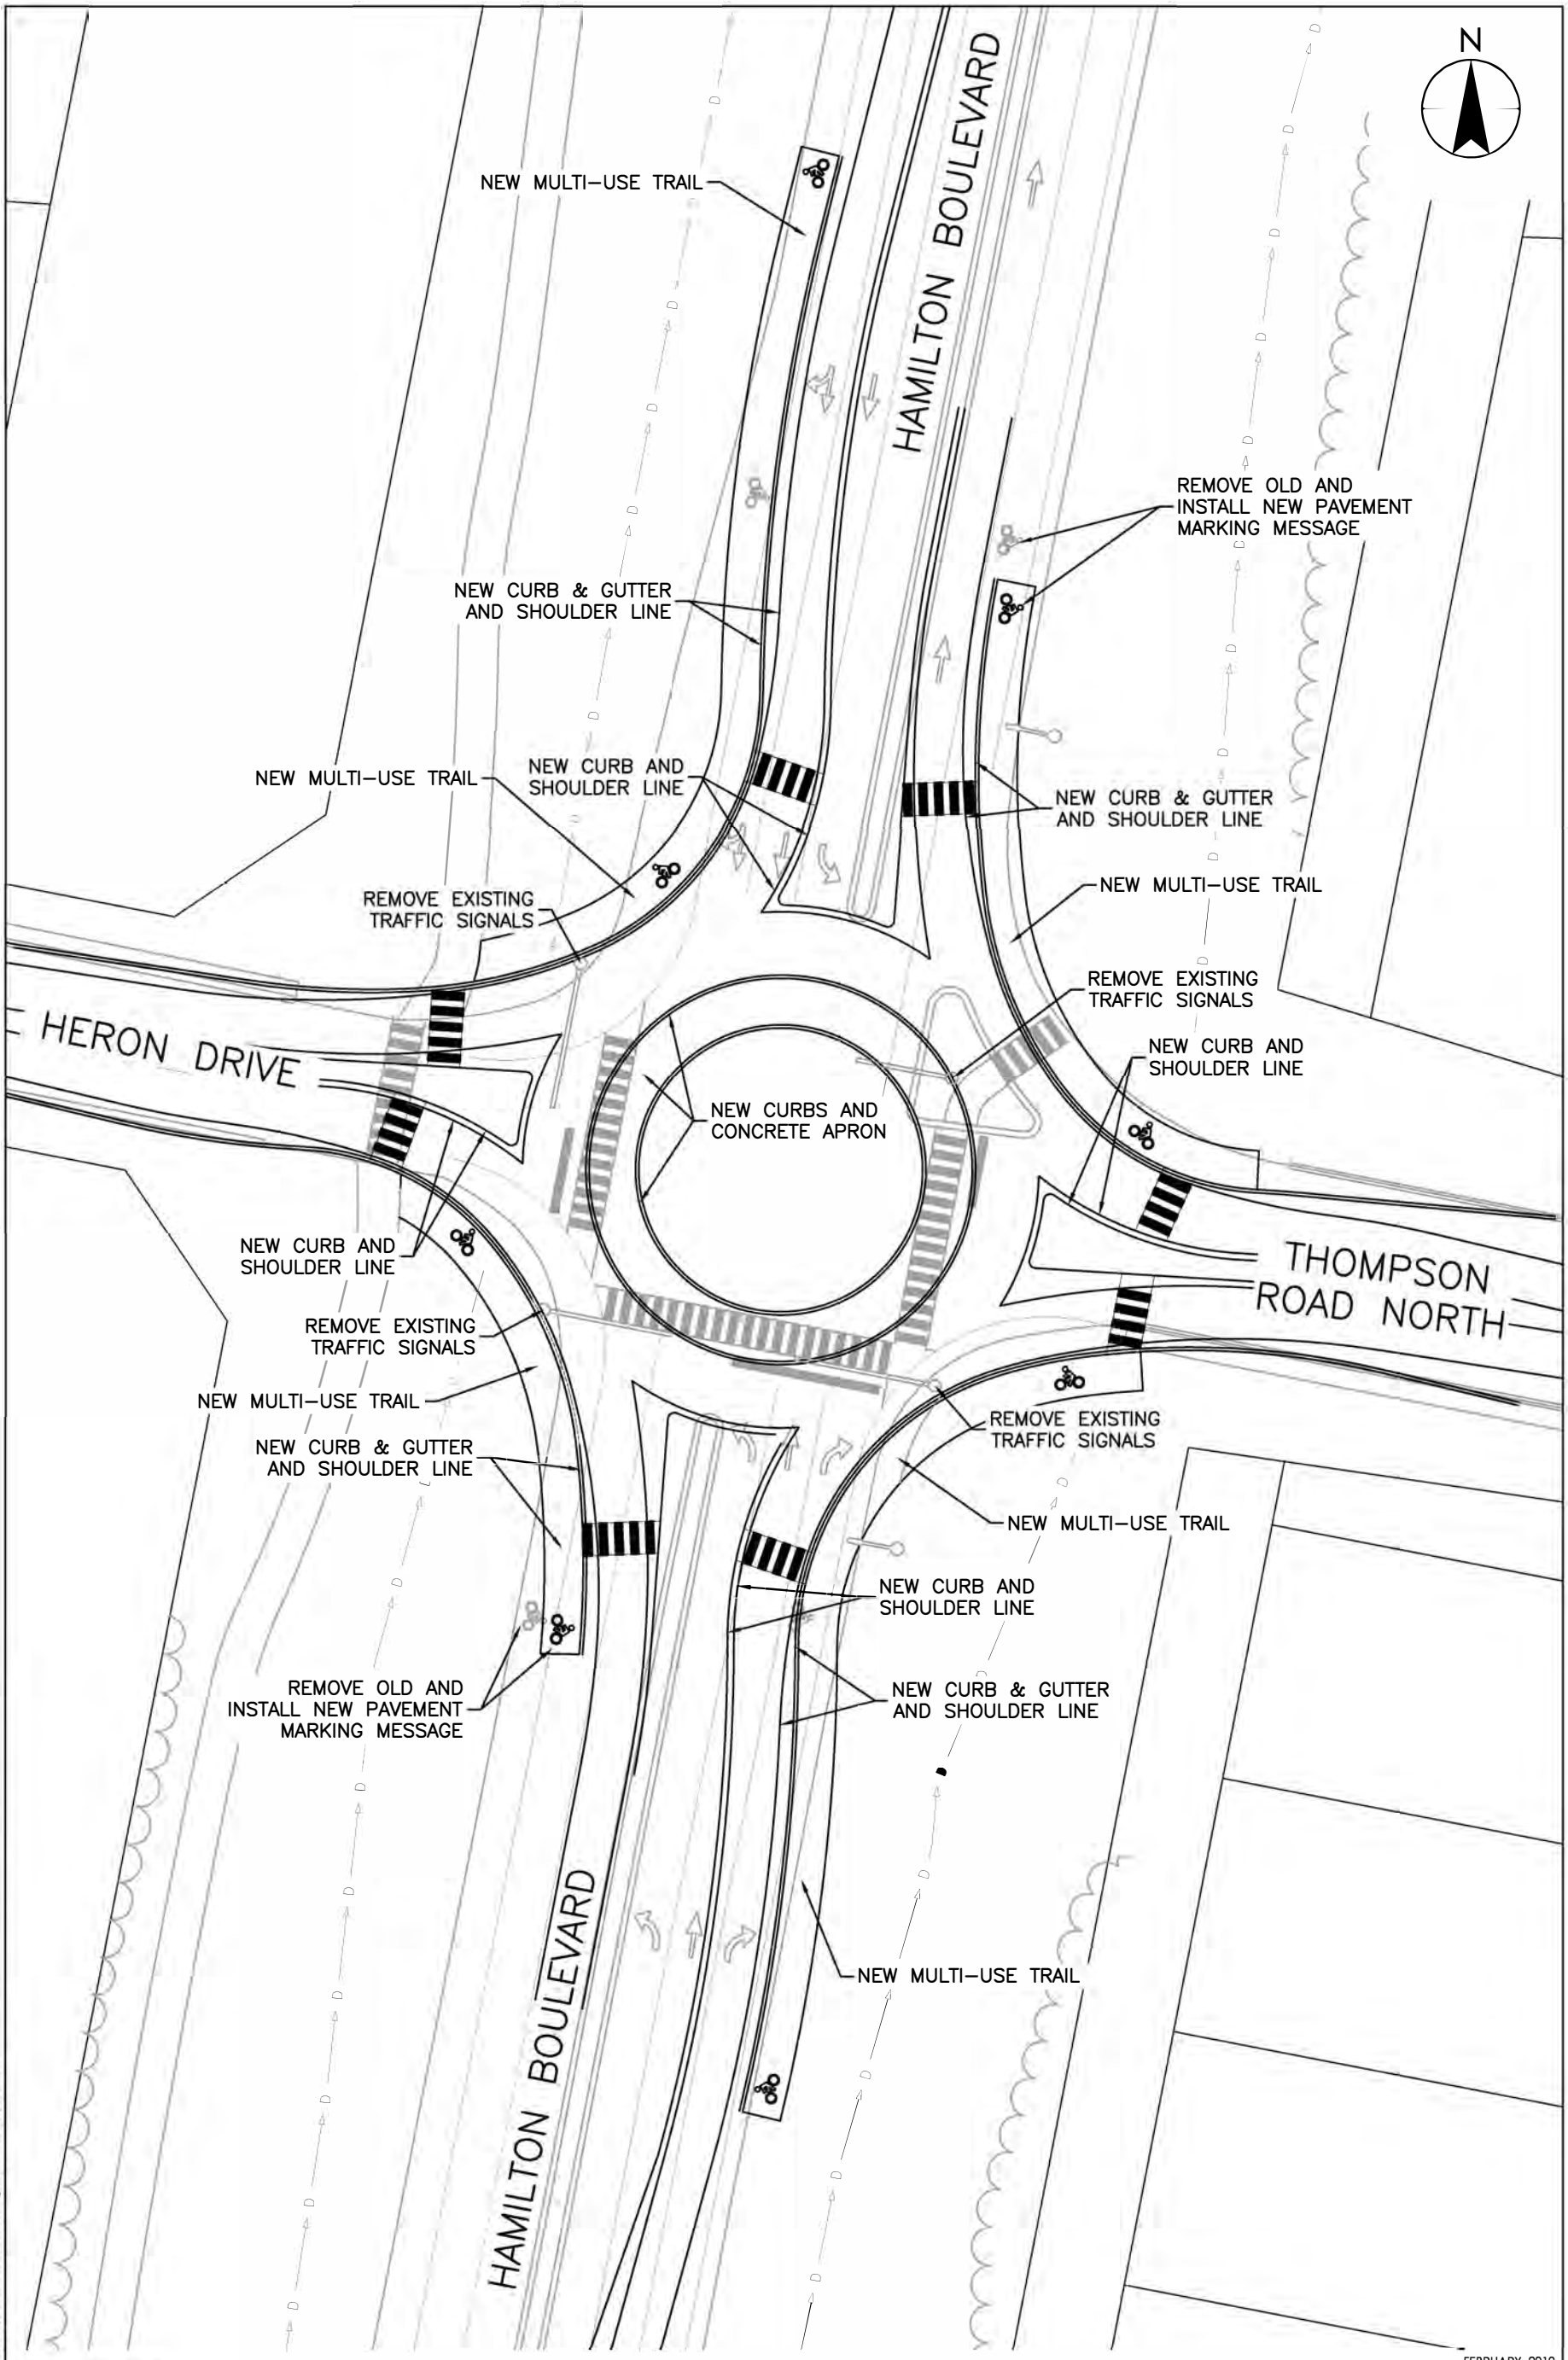 N
HAMILTON BOULEVARD
NEW MULTI-USE TRAIL
REMOVE OLD AND
INSTALL NEW PAVEMENT
MARKING MESSAGE
NEW CURB & GUTTER
AND SHOULDER LINE
NEW MULTI-USE TRAIL
NEW CURB AND
SHOULDER LINE
NEW CURB & GUTTER
AND SHOULDER LINE
REMOVE EXISTING
TRAFFIC SIGNALS
NEW MULTI-USE TRAIL
REMOVE EXISTING
TRAFFIC SIGNALS
HERON DRIVE
NEW CURB AND
SHOULDER LINE
NEW CURBS AND
CONCRETE APRON
NEW CURB AND
SHOULDER LINE
THOMPSON
ROAD NORTH
REMOVE EXISTING
TRAFFIC SIGNALS
NEW MULTI-USE TRAIL
REMOVE EXISTING
TRAFFIC SIGNALS
NEW CURB & GUTTER
AND SHOULDER LINE
NEW MULTI-USE TRAIL
NEW CURB AND
SHOULDER LINE
REMOVE OLD AND
INSTALL NEW PAVEMENT
MARKING MESSAGE
NEW CURB & GUTTER
AND SHOULDER LINE
HAMILTON BOULEVARD
NEW MULTI-USE TRAIL